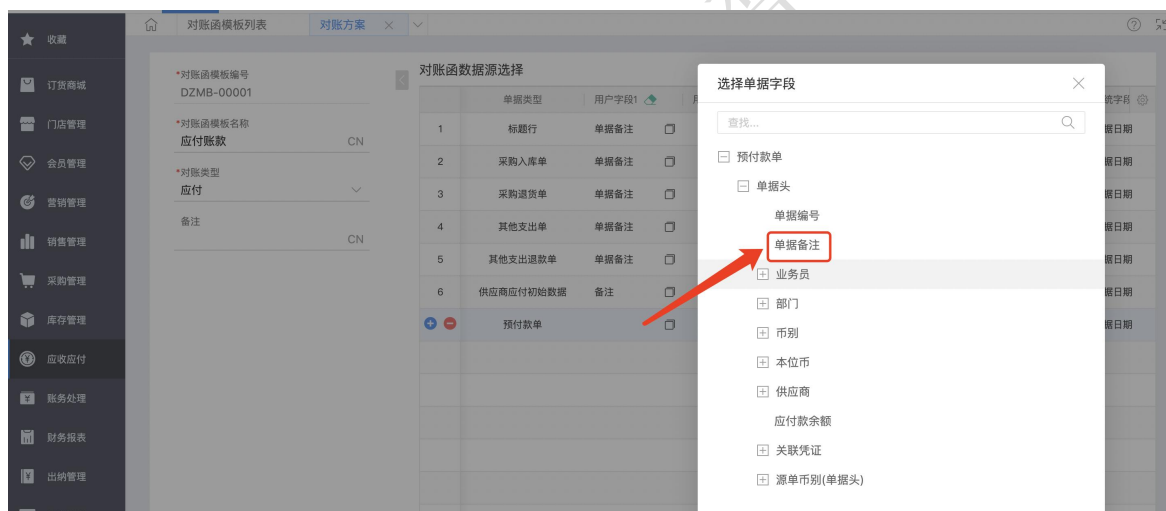 对账函模板列表
对账方案
收藏
订货商城
门店管理
会员管理
营销管理
销售管理
采购管理
库存管理
应收应付
账务处理
财务报表
出纳管理
*对账函模板编号
DZMB-00001
*对账函模板名称
应付账款 CN
*对账类型
应付
备注
CN
对账函数据源选择
单据类型 用户字段1
1 标题行 单据备注 据日期
2 采购入库单 单据备注 据日期
3 采购退货单 单据备注 据日期
4 其他支出单 单据备注 据日期
5 其他支出退款单 单据备注 据日期
6 供应商应付初始数据 备注 据日期
预付款单 据日期
选择单据字段
查找...
预付款单
单据头
单据编号
单据备注
业务员
部门
币别
本位币
供应商
应付款余额
关联凭证
源单币别(单据头)